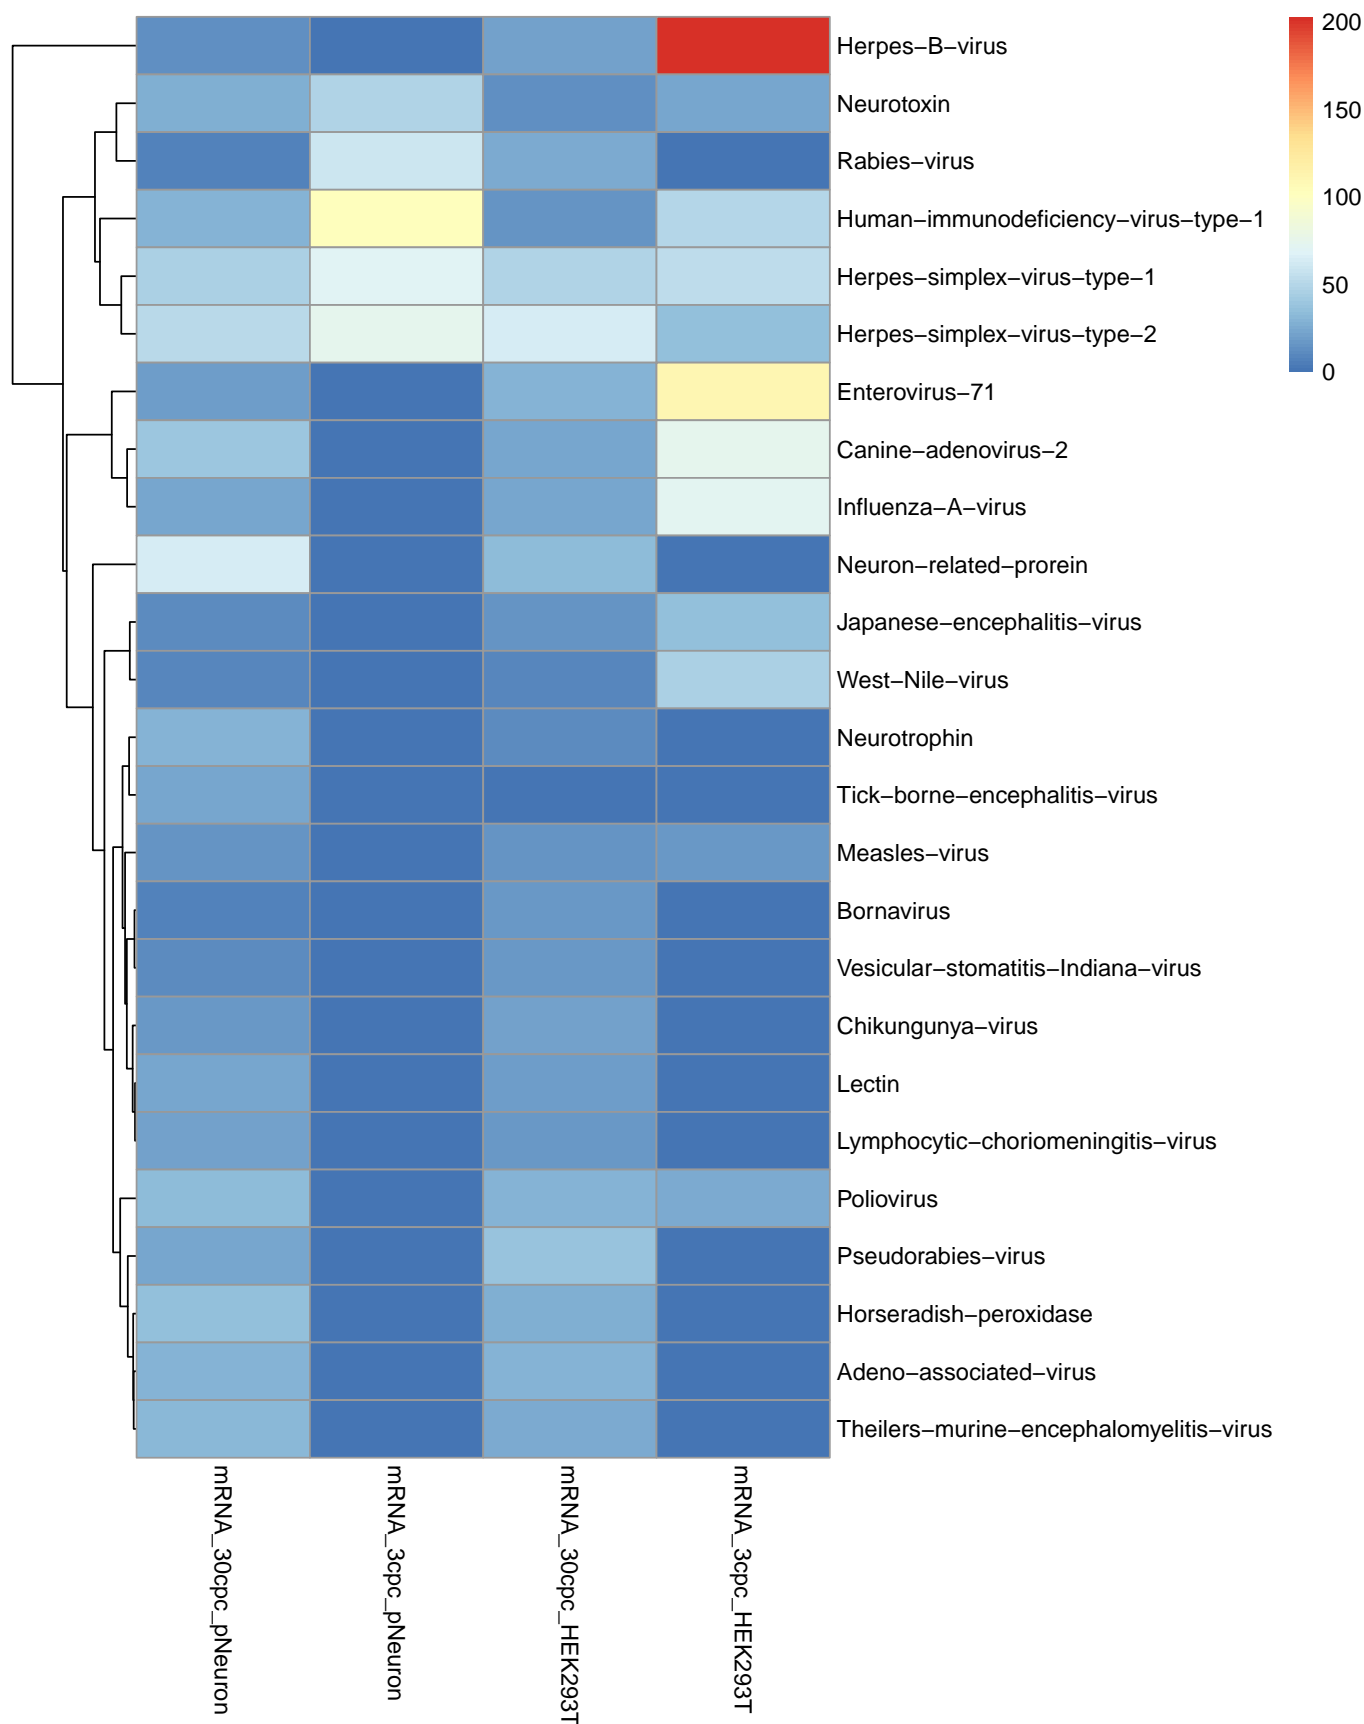 Herpes−B−virus
Neurotoxin
Rabies−virus
Human−immunodeficiency−virus−type−1
Herpes−simplex−virus−type−1
Herpes−simplex−virus−type−2
Enterovirus−71
Canine−adenovirus−2
Influenza−A−virus
Neuron−related−prorein
Japanese−encephalitis−virus
West−Nile−virus
Neurotrophin
Tick−borne−encephalitis−virus
Measles−virus
Bornavirus
Vesicular−stomatitis−Indiana−virus
Chikungunya−virus
Lectin
Lymphocytic−choriomeningitis−virus
Poliovirus
Pseudorabies−virus
Horseradish−peroxidase
Adeno−associated−virus
Theilers−murine−encephalomyelitis−virus
200
150
100
50
0
mRNA_30cpc_pNeuron
mRNA_3cpc_pNeuron
mRNA_30cpc_HEK293T
mRNA_3cpc_HEK293T